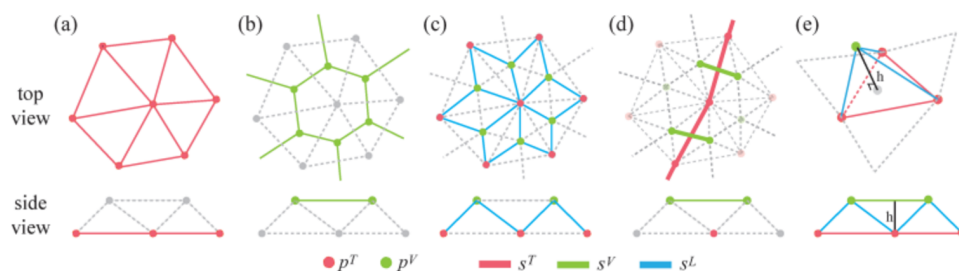 (a) (b) (c) (d) (e)
top
view
h
side
view
h
p^T p^V s^T s^V s^L